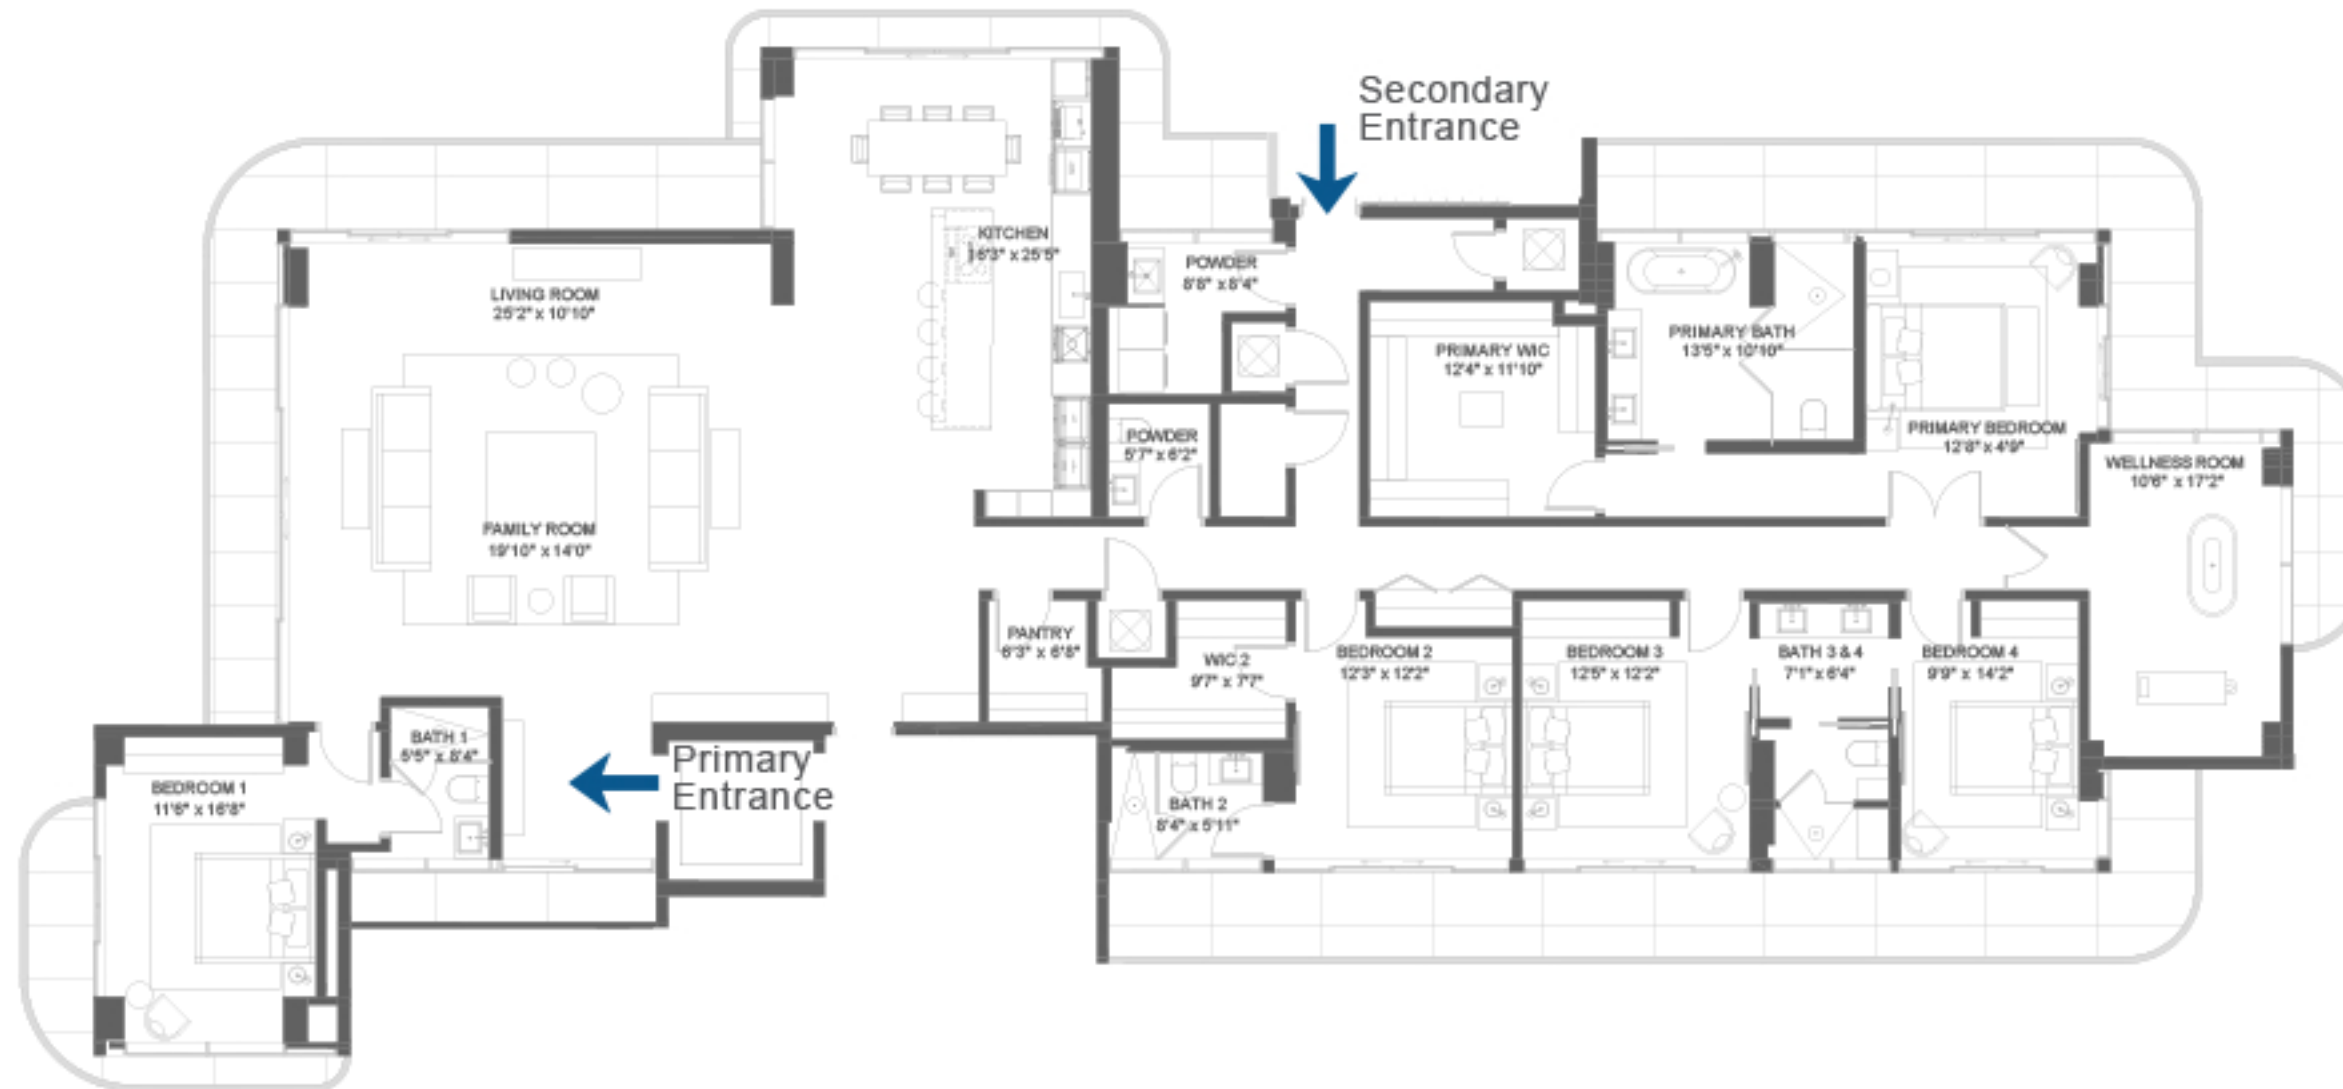 Secondary
Entrance
KITCHEN
16'3" x 25'5"
POWDER
8'8" x 8'4"
LIVING ROOM
25'2" x 10'10"
PRIMARY WIC
12'4" x 11'10"
PRIMARY BATH
13'5" x 10'10"
POWDER
5'7" x 6'2"
PRIMARY BEDROOM
12'8" x 4'9"
WELLNESS ROOM
10'6" x 17'2"
FAMILY ROOM
19'10" x 14'0"
PANTRY
6'3" x 6'8"
WIC 2
9'7" x 7'7"
BEDROOM 2
12'3" x 12'2"
BEDROOM 3
12'5" x 12'2"
BATH 3 & 4
7'1" x 6'4"
BEDROOM 4
9'9" x 14'2"
BATH 1
5'5" x 8'4"
Primary
Entrance
BEDROOM 1
11'6" x 16'8"
BATH 2
8'4" x 5'11"